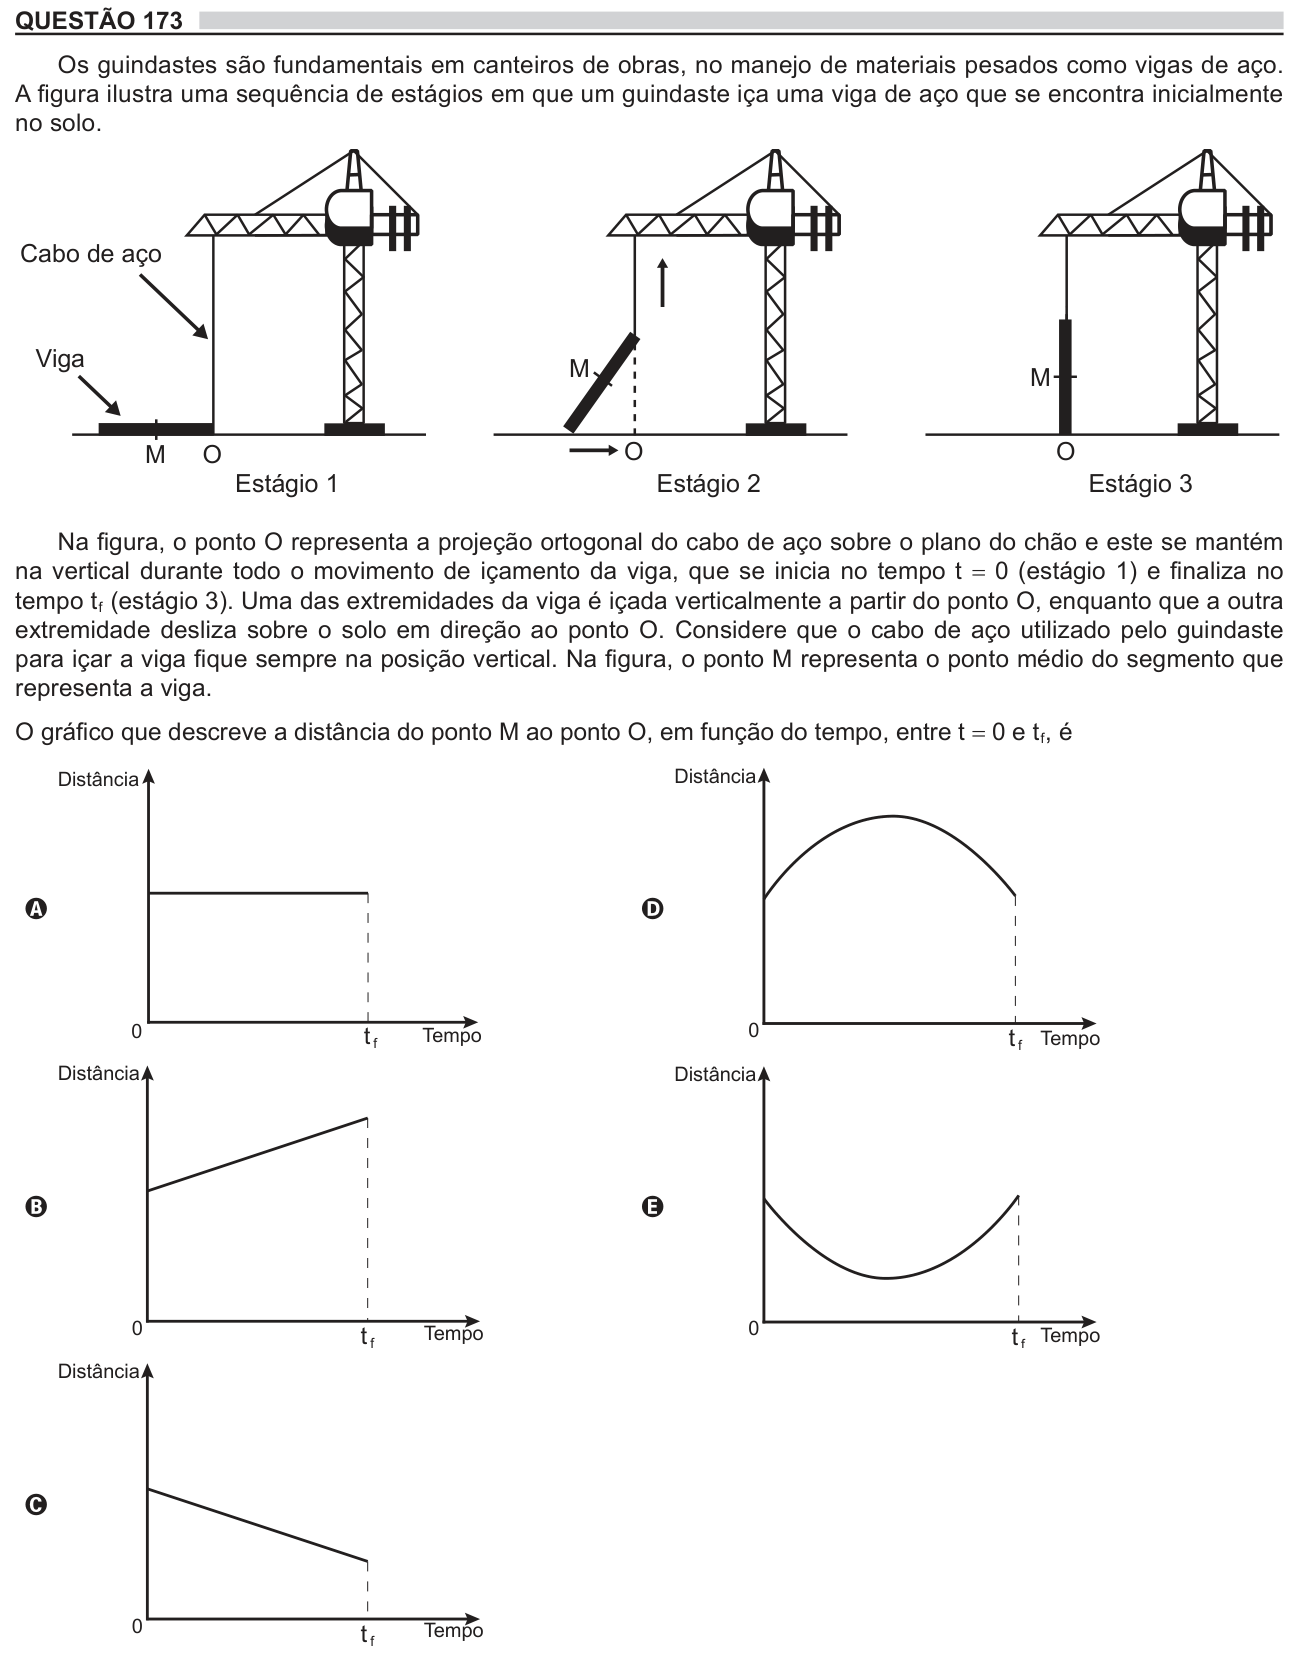 QUESTÃO 173
Os guindastes são fundamentais em canteiros de obras, no manejo de materiais pesados como vigas de aço.
A figura ilustra uma sequência de estágios em que um guindaste iça uma viga de aço que se encontra inicialmente
no solo.
Cabo de aço
Viga
M
O
Estágio 1
M
O
Estágio 2
M
O
Estágio 3
Na figura, o ponto O representa a projeção ortogonal do cabo de aço sobre o plano do chão e este se mantém
na vertical durante todo o movimento de içamento da viga, que se inicia no tempo t = 0 (estágio 1) e finaliza no
tempo tf (estágio 3). Uma das extremidades da viga é içada verticalmente a partir do ponto O, enquanto que a outra
extremidade desliza sobre o solo em direção ao ponto O. Considere que o cabo de aço utilizado pelo guindaste
para içar a viga fique sempre na posição vertical. Na figura, o ponto M representa o ponto médio do segmento que
representa a viga.
O gráfico que descreve a distância do ponto M ao ponto O, em função do tempo, entre t = 0 e tf, é
A
Distância
0
tf
Tempo
B
Distância
0
tf
Tempo
C
Distância
0
tf
Tempo
D
Distância
0
tf
Tempo
E
Distância
0
tf
Tempo